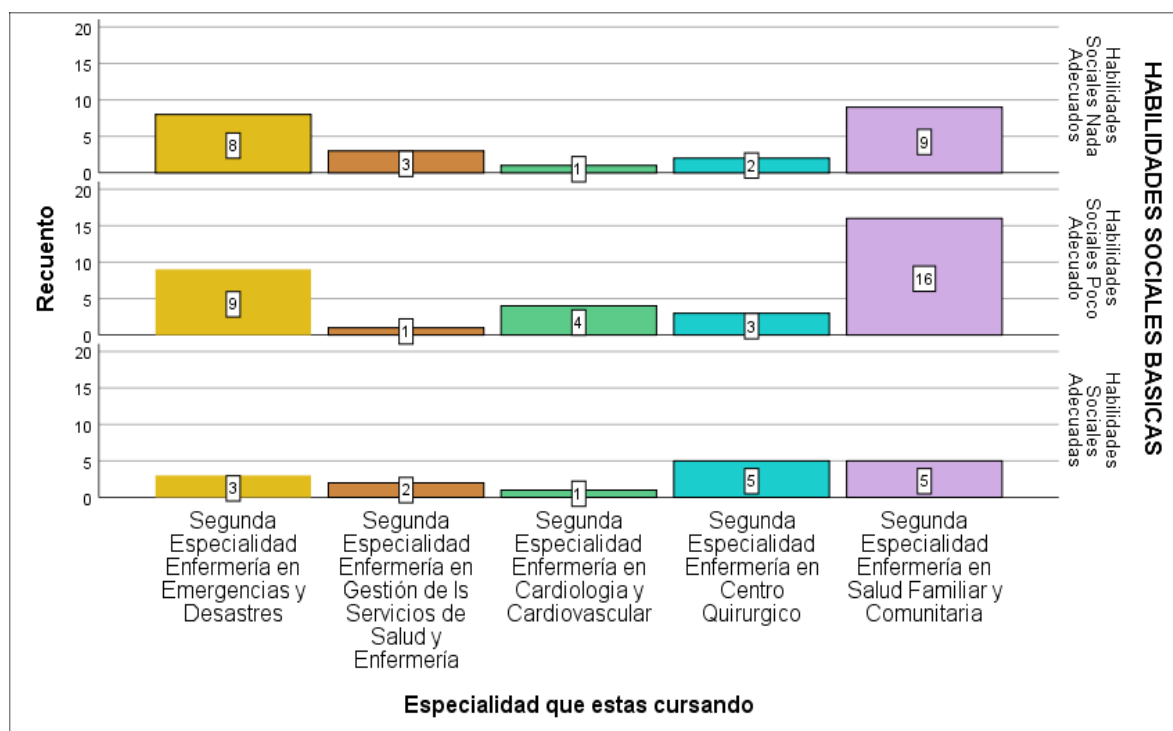 20
15
10
5
0
8
3
1
2
9
Habilidades
Sociales Nada
Adecuados
20
15
10
5
0
9
1
4
3
16
Habilidades
Sociales Poco
Adecuado
20
15
10
5
0
3
2
1
5
5
Habilidades
Sociales
Adecuadas
HABILIDADES SOCIALES BASICAS
Recuento
Segunda
Especialidad
Enfermería en
Emergencias y
Desastres
Segunda
Especialidad
Enfermería en
Gestión de ls
Servicios de
Salud y
Enfermería
Segunda
Especialidad
Enfermería en
Cardiologia y
Cardiovascular
Segunda
Especialidad
Enfermería en
Centro
Quirurgico
Segunda
Especialidad
Enfermería en
Salud Familiar y
Comunitaria
Especialidad que estas cursando